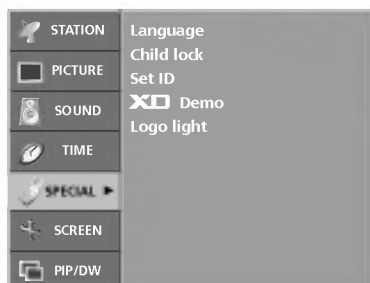 STATION
PICTURE
SOUND
TIME
SPECIAL
SCREEN
PIP/DW
Language
Child lock
Set ID
XD Demo
Logo light